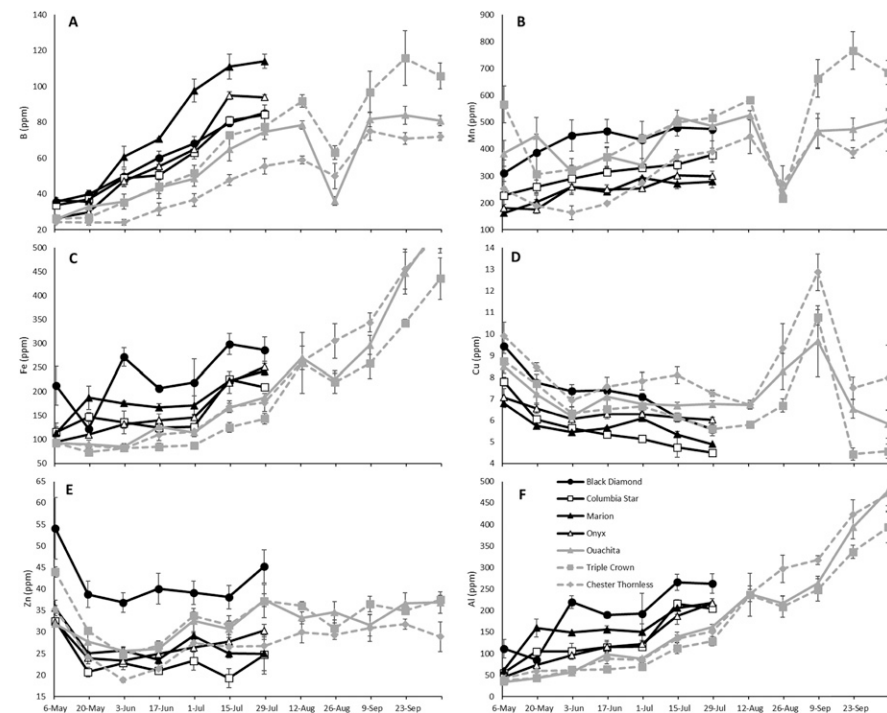 A
B
140
120
100
80
60
40
20
B (ppm)
900
800
700
600
500
400
300
200
100
Mn (ppm)
C
D
500
450
400
350
300
250
200
150
100
50
Fe (ppm)
14
13
12
11
10
9
8
7
6
5
4
Cu (ppm)
E
F
65
60
55
50
45
40
35
30
25
20
15
Zn (ppm)
500
450
400
350
300
250
200
150
100
50
0
Al (ppm)
Black Diamond
Columbia Star
Marion
Onyx
Ouachita
Triple Crown
Chester Thornless
6-May 20-May 3-Jun 17-Jun 1-Jul 15-Jul 29-Jul 12-Aug 26-Aug 9-Sep 23-Sep
6-May 20-May 3-Jun 17-Jun 1-Jul 15-Jul 29-Jul 12-Aug 26-Aug 9-Sep 23-Sep